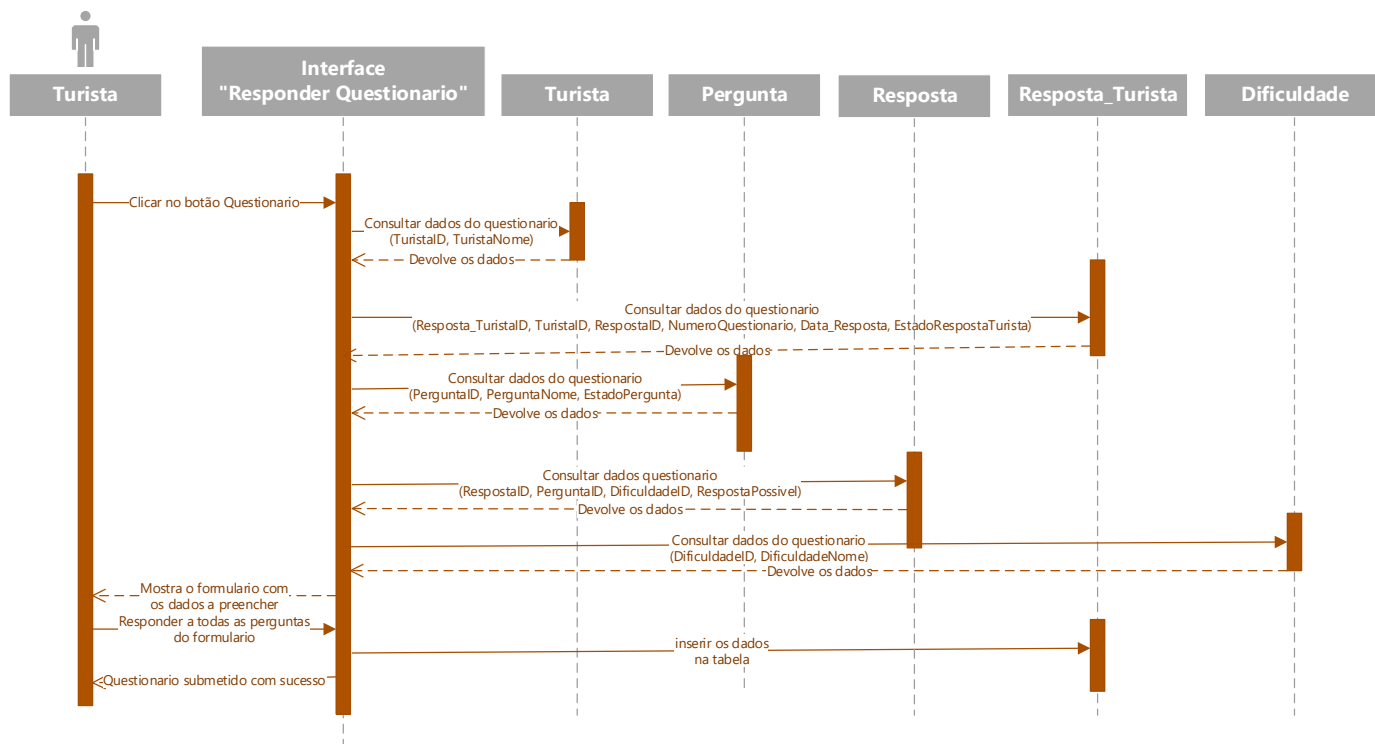 Turista
Interface
"Responder Questionario"
Turista
Pergunta
Resposta
Resposta_Turista
Dificuldade
Clicar no botão Questionario
Consultar dados do questionario
(TuristaID, TuristaNome)
Devolve os dados
Consultar dados do questionario
(Resposta_TuristaID, TuristaID, RespostaID, NumeroQuestionario, Data_Resposta, EstadoRespostaTurista)
Devolve os dados
Consultar dados do questionario
(PerguntaID, PerguntaNome, EstadoPergunta)
Devolve os dados
Consultar dados questionario
(RespostaID, PerguntaID, DificuldadeID, RespostaPossivel)
Devolve os dados
Consultar dados do questionario
(DificuldadeID, DificuldadeNome)
Devolve os dados
Mostra o formulario com
os dados a preencher
Responder a todas as perguntas
do formulario
inserir os dados
na tabela
Questionario submetido com sucesso